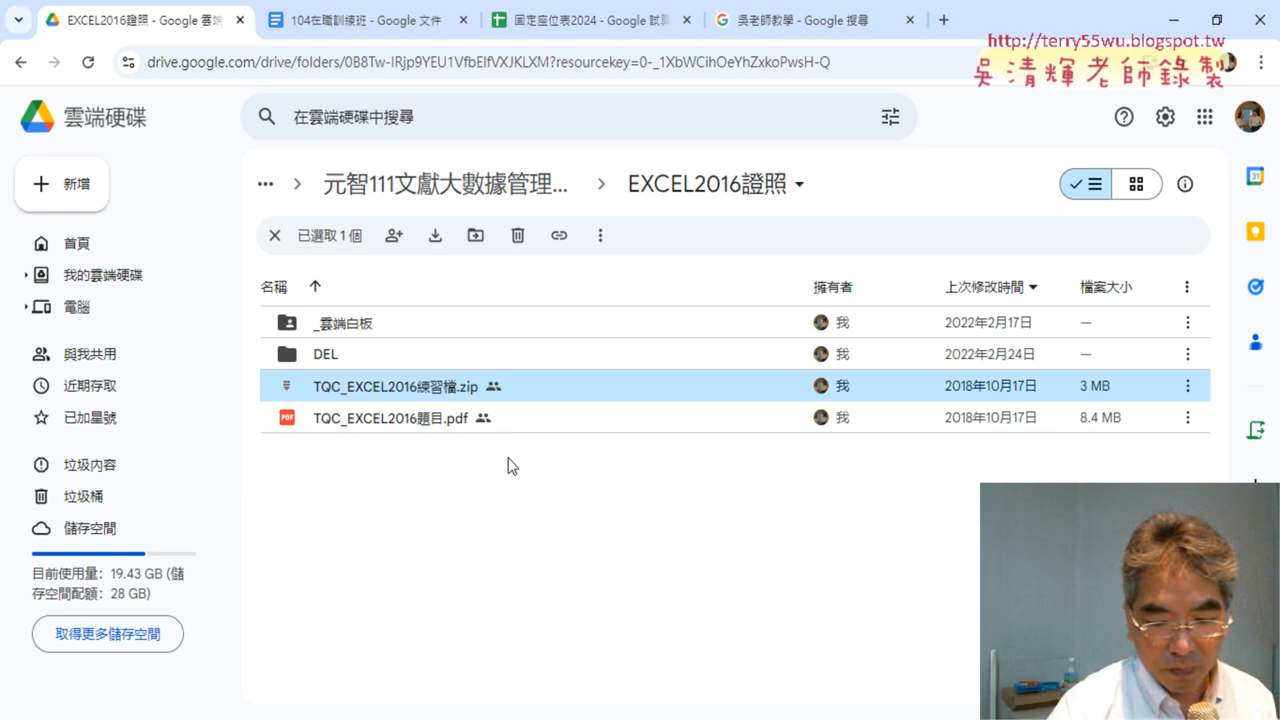 EXCEL2016證照 - Google 雲端
104在職訓練班 - Google 文件
固定座位表2024 - Google 試算
吳老師教學 - Google 搜尋
http://terry55wu.blogspot.tw
drive.google.com/drive/folders/0B8Tw-IRjp9YEU1VfbElfVXJKLXM?resourcekey=0-_1XbWCihOeYhZxkoPwsH-Q
吳清輝老師錄製
雲端硬碟
在雲端硬碟中搜尋
新增
元智111文獻大數據管理...
EXCEL2016證照
已選取 1 個
首頁
我的雲端硬碟
電腦
與我共用
近期存取
已加星號
垃圾內容
垃圾桶
儲存空間
目前使用量：19.43 GB (儲
存空間配額：28 GB)
取得更多儲存空間
名稱
擁有者
上次修改時間
檔案大小
_雲端白板
我
2022年2月17日
—
DEL
我
2022年2月24日
—
TQC_EXCEL2016練習檔.zip
我
2018年10月17日
3 MB
PDF
TQC_EXCEL2016題目.pdf
我
2018年10月17日
8.4 MB
31